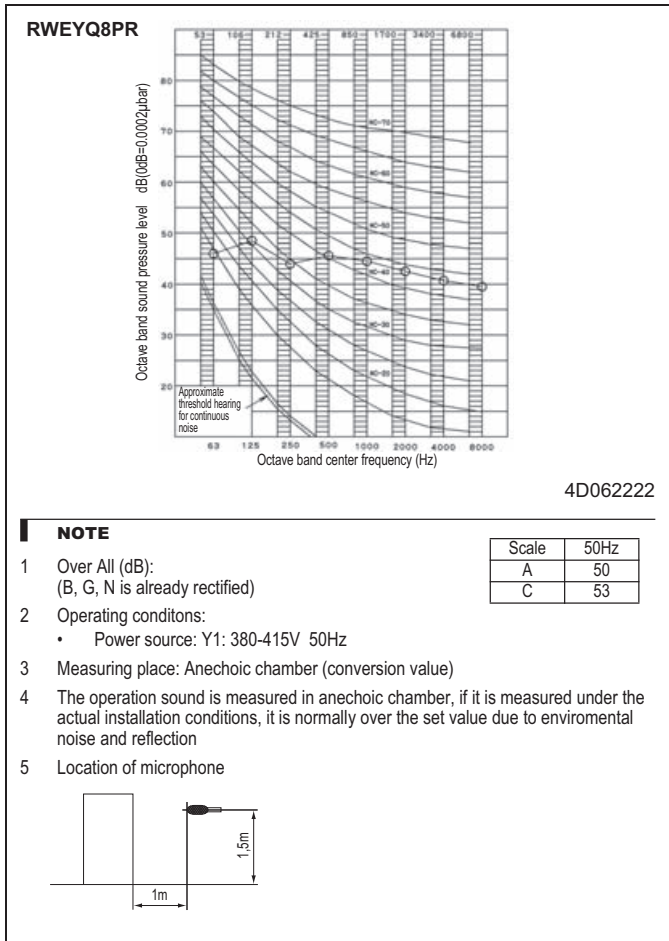 RWEYQ8PR
53 106 212 425 850 1700 3400 6800
Octave band sound pressure level dB(0dB=0.0002µbar)
80
70
60
50
40
30
20
NC-70
NC-60
NC-50
NC-40
NC-30
NC-20
Approximate
threshold hearing
for continuous
noise
63 125 250 500 1000 2000 4000 8000
Octave band center frequency (Hz)
4D062222
NOTE
1 Over All (dB):
(B, G, N is already rectified)
Scale 50Hz
A 50
C 53
2 Operating conditons:
• Power source: Y1: 380-415V 50Hz
3 Measuring place: Anechoic chamber (conversion value)
4 The operation sound is measured in anechoic chamber, if it is measured under the
actual installation conditions, it is normally over the set value due to enviromental
noise and reflection
5 Location of microphone
1,5m
1m